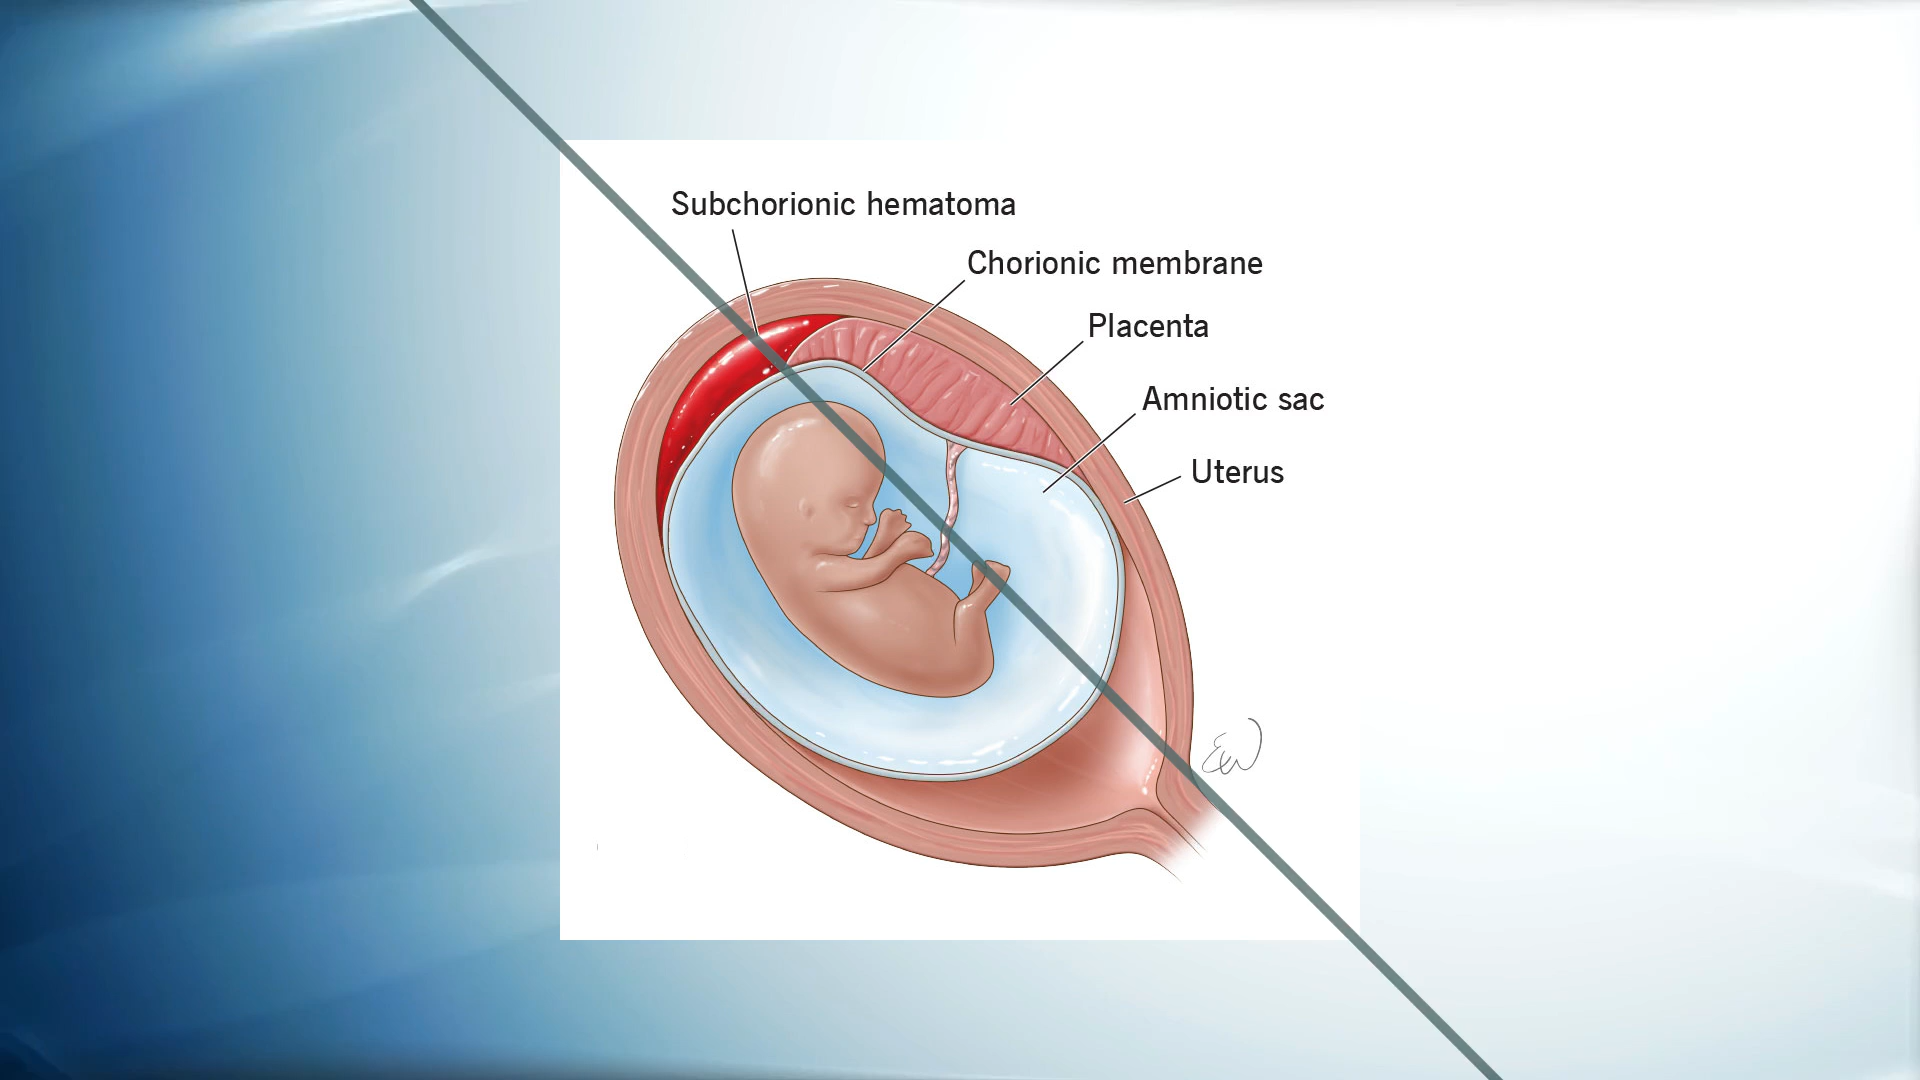 Subchorionic hematoma
Chorionic membrane
Placenta
Amniotic sac
Uterus